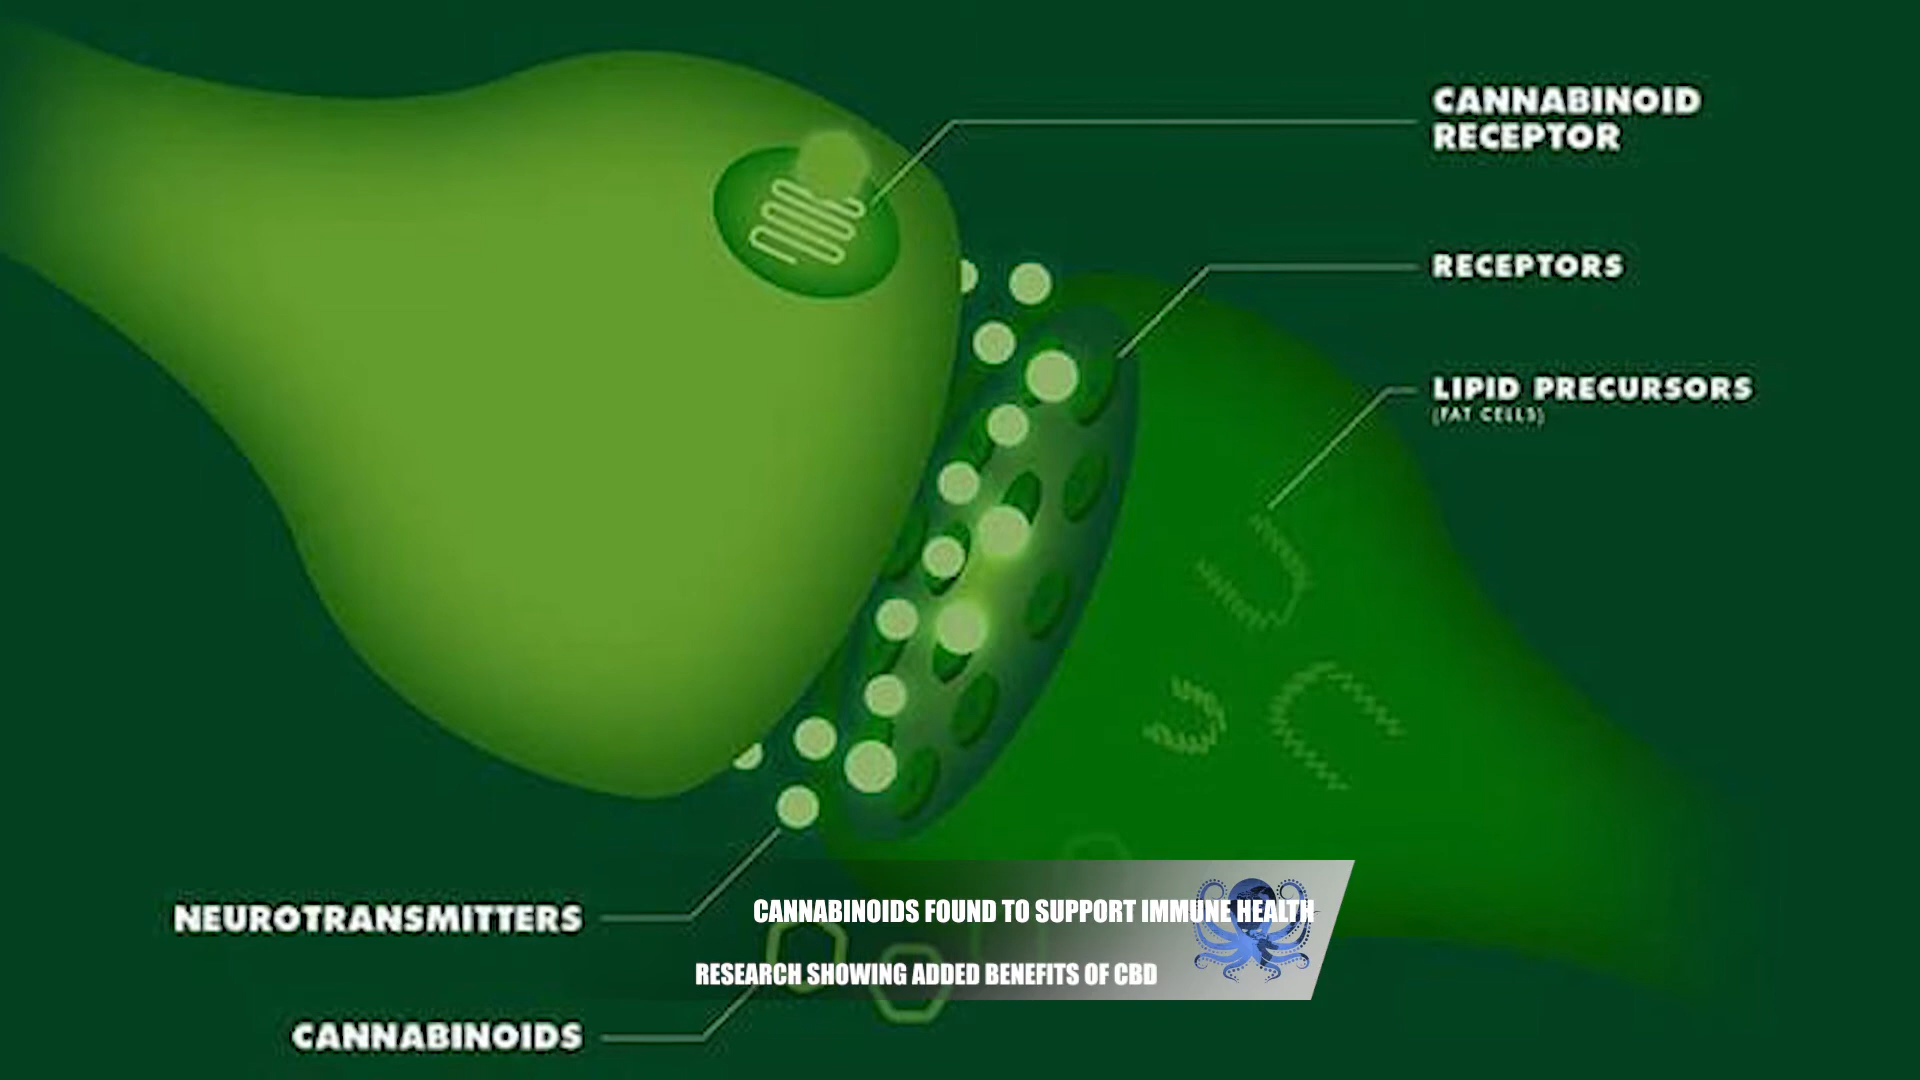 CANNABINOID
RECEPTOR
RECEPTORS
LIPID PRECURSORS
(FAT CELLS)
NEUROTRANSMITTERS
CANNABINOIDS FOUND TO SUPPORT IMMUNE HEALTH
RESEARCH SHOWING ADDED BENEFITS OF CBD
CANNABINOIDS